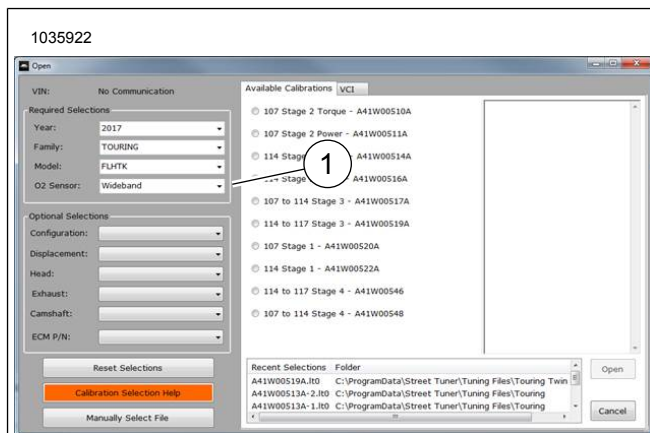 1035922
Open
VIN: No Communication
Required Selections
Year: 2017
Family: TOURING
Model: FLHTK
O2 Sensor: Wideband
Optional Selections
Configuration:
Displacement:
Head:
Exhaust:
Camshaft:
ECM P/N:
Reset Selections
Calibration Selection Help
Manually Select File
Available Calibrations VCI
107 Stage 2 Torque - A41W00510A
107 Stage 2 Power - A41W00511A
114 Stage - A41W00514A
Stage A41W00516A
107 to 114 Stage 3 - A41W00517A
114 to 117 Stage 3 - A41W00519A
107 Stage 1 - A41W00520A
114 Stage 1 - A41W00522A
114 to 117 Stage 4 - A41W00546
107 to 114 Stage 4 - A41W00548
1
Recent Selections Folder
A41W00519A.lt0 C:\ProgramData\Street Tuner\Tuning Files\Touring Twin
A41W00513A-2.lt0 C:\ProgramData\Street Tuner\Tuning Files\Touring
A41W00513A-1.lt0 C:\ProgramData\Street Tuner\Tuning Files\Touring
Open
Cancel